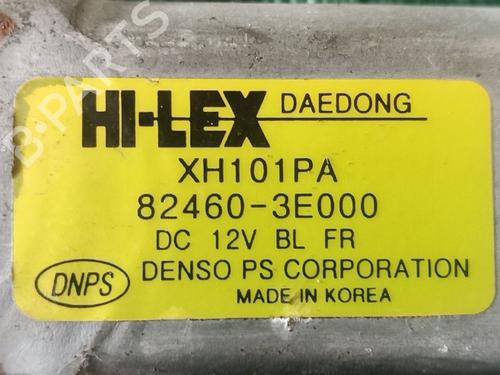 HI-LEX DAEDONG
XH101PA
82460-3E000
DC 12V BL FR
DNPS DENSO PS CORPORATION
MADE IN KOREA
B-PARTS